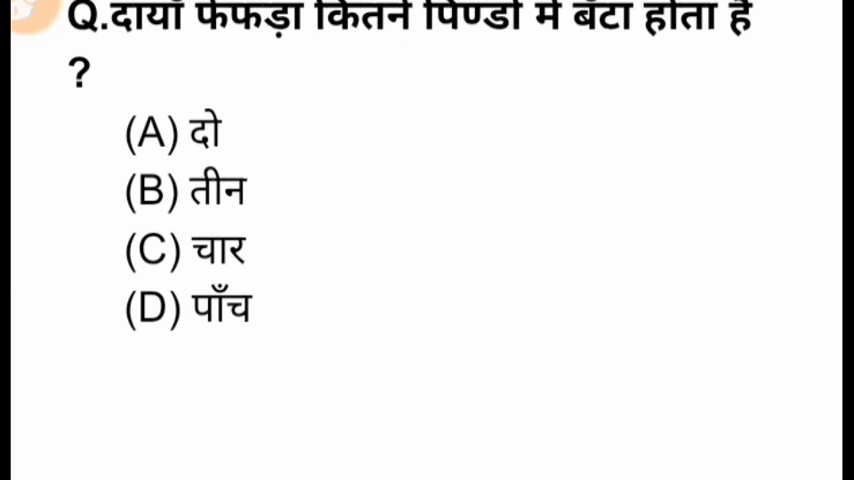 Q.दायाँ फेफड़ा कितने पिण्डों में बँटा होता है
?
(A) दो
(B) तीन
(C) चार
(D) पाँच